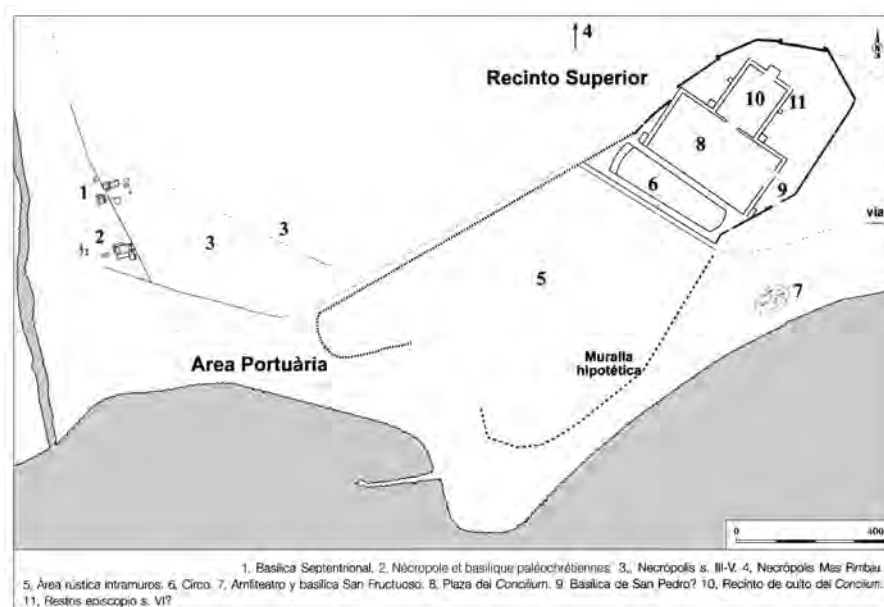 4
N
Recinto Superior
10
11
8
6
9
1
via
2
3
3
5
7
Area Portuària
Muralla
hipotética
0
400
1, Basílica Septentrional, 2, Nécropole et basilique paléochrétiennes. 3,, Necrópolis s. III-V. 4, Necrópolis Mas Rimbau.
5, Área rústica intramuros. 6, Circo. 7, Amfiteatro y basílica San Fructuoso. 8, Plaza del Concilium. 9 Basilica de San Pedro? 10, Recinto de culto del Concilium.
11, Restos episcopio s. VI?